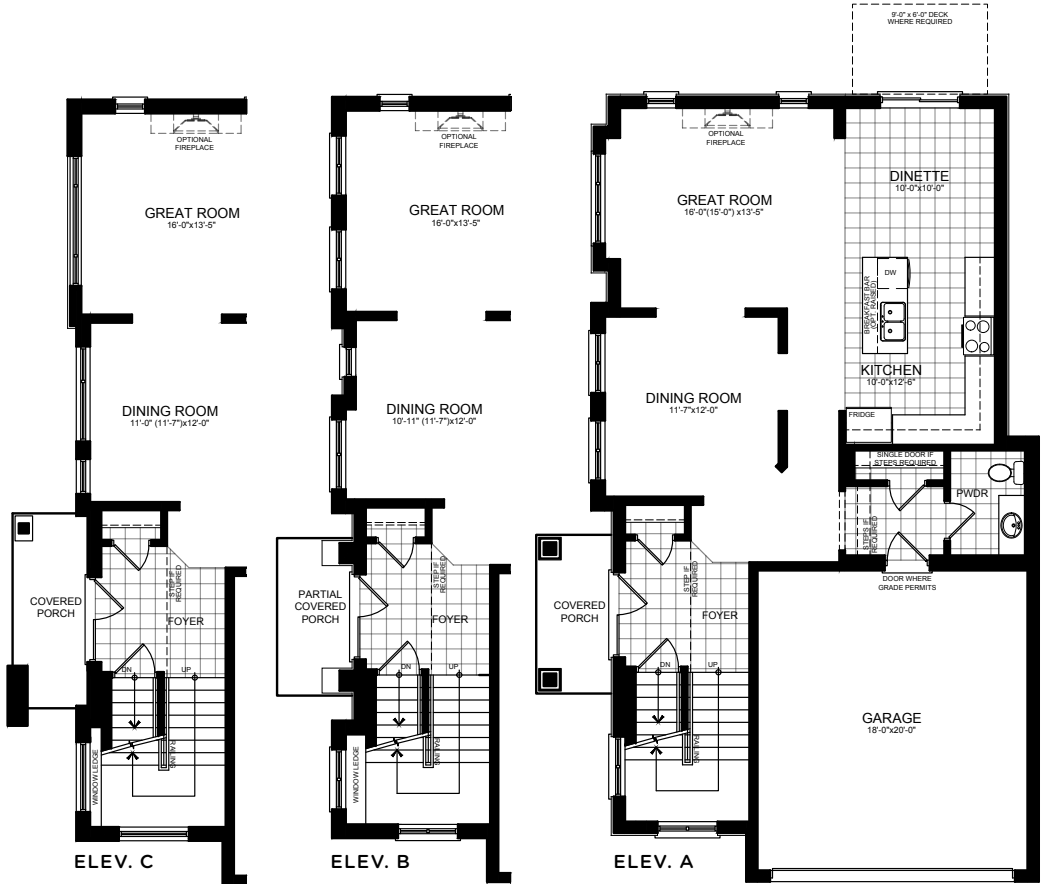 9'-0" x 6'-0" DECK
WHERE REQUIRED
OPTIONAL
FIREPLACE
GREAT ROOM
16'-0"x13'-5"
DINING ROOM
11'-0" (11'-7")x12'-0"
COVERED
PORCH
STEP IF
REQUIRED
FOYER
DN
UP
RAILING
WINDOW LEDGE
ELEV. C
OPTIONAL
FIREPLACE
GREAT ROOM
16'-0"x13'-5"
DINING ROOM
10'-11" (11'-7")x12'-0"
PARTIAL
COVERED
PORCH
STEP IF
REQUIRED
FOYER
DN
UP
RAILING
WINDOW LEDGE
ELEV. B
OPTIONAL
FIREPLACE
GREAT ROOM
16'-0"(15'-0") x13'-5"
DINETTE
10'-0"x10'-0"
DW
BREAKFAST BAR
(OPT. RAISED)
KITCHEN
10'-0"x12'-6"
FRIDGE
DINING ROOM
11'-7"x12'-0"
SINGLE DOOR IF
STEPS REQUIRED
PWDR
STEPS IF
REQUIRED
DOOR WHERE
GRADE PERMITS
COVERED
PORCH
STEP IF
REQUIRED
FOYER
DN
UP
RAILING
GARAGE
18'-0"x20'-0"
ELEV. A